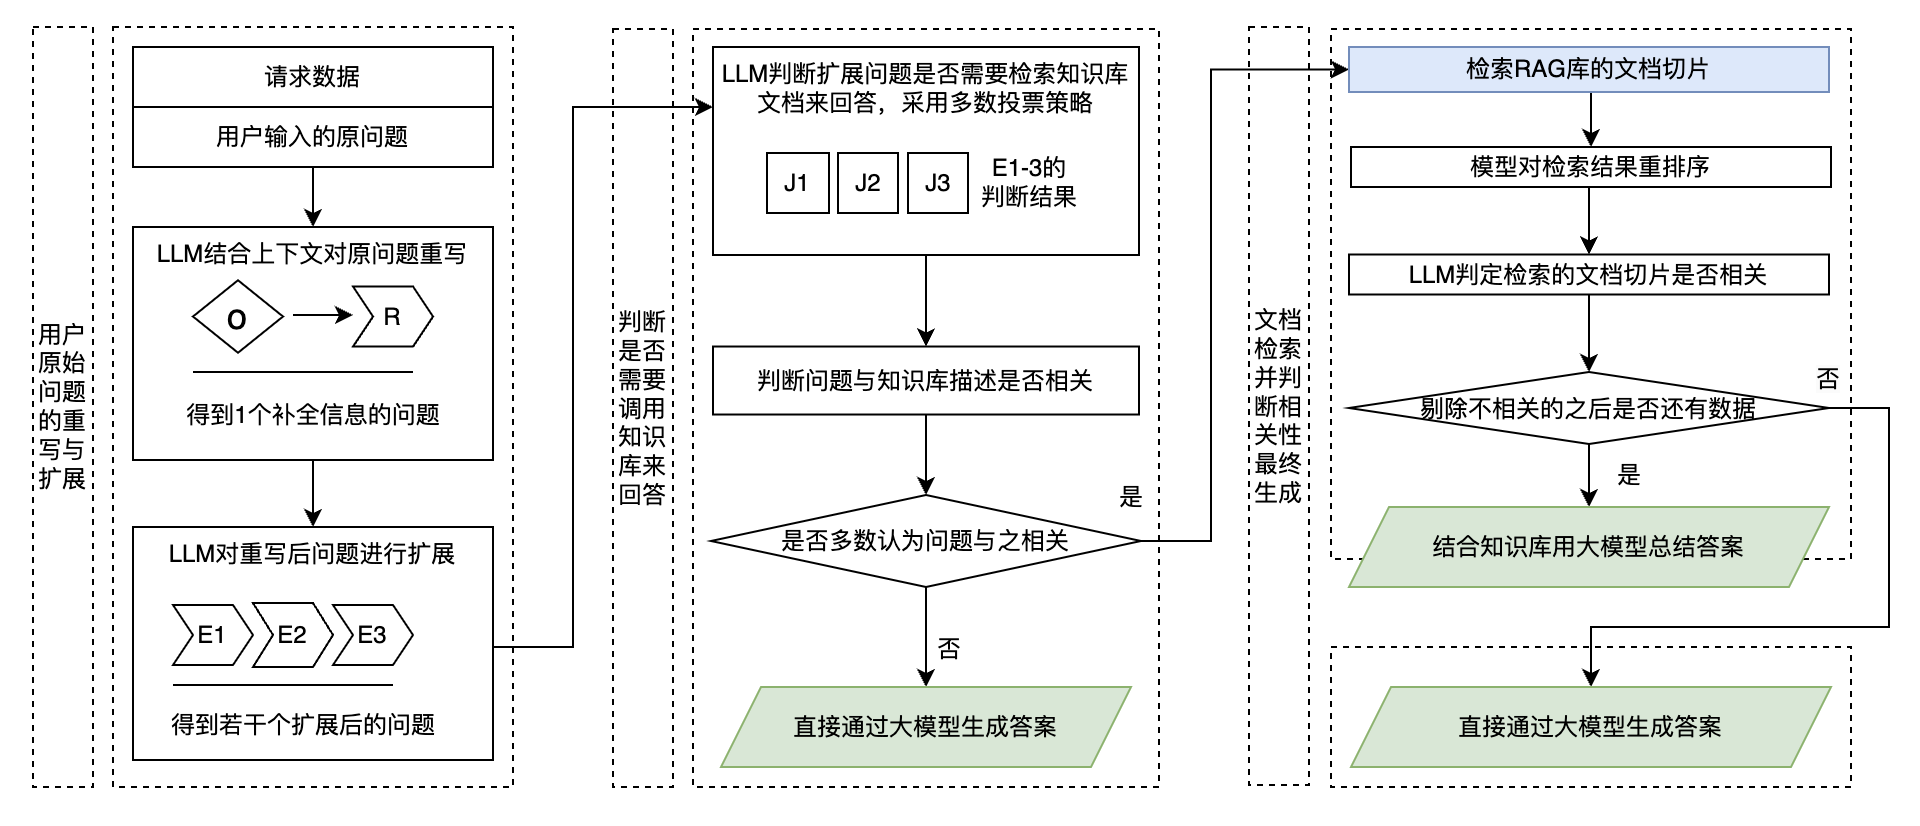 用户
原始
问题
的重
写与
扩展
请求数据
用户输入的原问题
LLM结合上下文对原问题重写
O
R
得到1个补全信息的问题
LLM对重写后问题进行扩展
E1
E2
E3
得到若干个扩展后的问题
判断
是否
需要
调用
知识
库来
回答
LLM判断扩展问题是否需要检索知识库
文档来回答，采用多数投票策略
J1
J2
J3
E1-3的
判断结果
判断问题与知识库描述是否相关
是否多数认为问题与之相关
是
否
直接通过大模型生成答案
文档
检索
并判
断相
关性
最终
生成
检索RAG库的文档切片
模型对检索结果重排序
LLM判定检索的文档切片是否相关
剔除不相关的之后是否还有数据
否
是
结合知识库用大模型总结答案
直接通过大模型生成答案